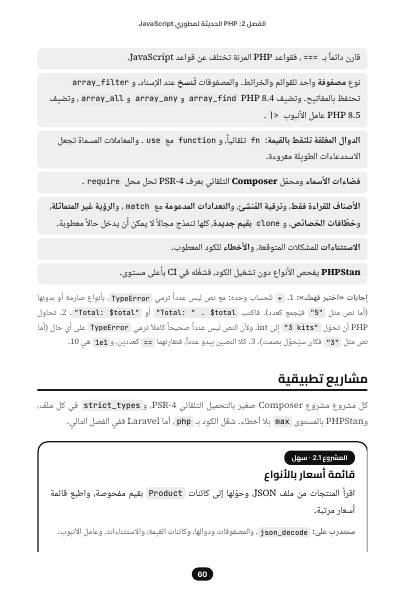 الفصل 2: PHP الحديثة لمطوري JavaScript
قارن دائماً بـ === ، فقواعد PHP المرنة تختلف عن قواعد JavaScript.
نوع مصفوفة واحد للقوائم والخرائط. والمصفوفات تُنسخ عند الإسناد، و array_filter
تحتفظ بالمفاتيح. وتضيف PHP 8.4 array_find و array_any و array_all ، وتضيف
PHP 8.5 عامل الأنبوب <| .
الدوال المغلقة تلتقط بالقيمة: fn تلقائياً، و function مع use . والمعاملات المسماة تجعل
الاستدعاءات الطويلة مقروءة.
فضاءات الأسماء ومحمّل Composer التلقائي بعرف PSR-4 تحل محل require .
الأصناف للقراءة فقط، وترقية المُنشئ، والتعدادات المدعومة مع match ، والرؤية غير المتماثلة،
وخطّافات الخصائص، و clone بقيم جديدة، كلها تنمذج مجالاً لا يمكن أن يدخل حالاً معطوبة.
الاستثناءات للمشكلات المتوقعة، والأخطاء للكود المعطوب.
PHPStan يفحص الأنواع دون تشغيل الكود، فشغّله في CI بأعلى مستوى.
إجابات «اختبر فهمك»: 1. + للحساب وحده: مع نص ليس عدداً ترمي TypeError ، بأنواع صارمة أو بدونها
(أما نص مثل "5" فيُجمع كعدد). فاكتب "Total: " . $total أو "Total: $total" . 2. تحاول
PHP أن تحوّل "3 kits" إلى int، ولأن النص ليس عدداً صحيحاً كاملاً ترمي TypeError على أي حال (أما
نص مثل "3" فكان سيُحوَّل بصمت). 3. كلا النصين يبدو عدداً، فتقارنهما == كعددين، و 1e1 هي 10.
مشاريع تطبيقية
كل مشروع مشروع Composer صغير بالتحميل التلقائي PSR-4، و strict_types في كل ملف،
و PHPStan بالمستوى max بلا أخطاء. شغّل الكود بـ php ، أما Laravel ففي الفصل التالي.
المشروع 2.1 · سهل
قائمة أسعار بالأنواع
اقرأ المنتجات من ملف JSON، وحوّلها إلى كائنات Product بقيم مفحوصة، واطبع قائمة
أسعار مرتبة.
ستتدرب على: json_decode ، والمصفوفات ودوالها، وكائنات القيمة، والاستثناءات، وعامل الأنبوب.
60